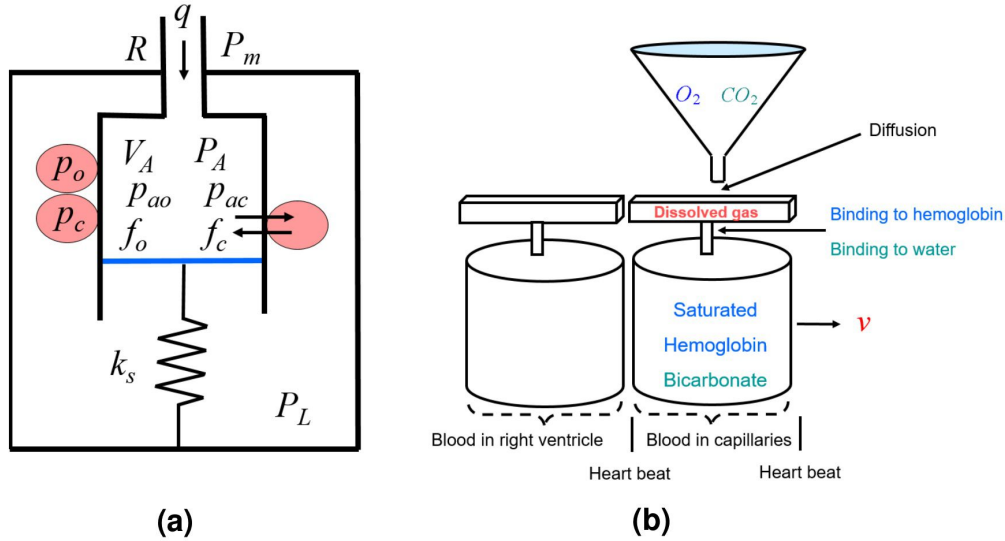 q
R
P_m
V_A
P_A
p_o
p_ao
p_ac
p_c
f_o
f_c
k_s
P_L
(a)
O_2
CO_2
Diffusion
Dissolved gas
Binding to hemoglobin
Binding to water
Saturated
Hemoglobin
Bicarbonate
v
Blood in right ventricle
Blood in capillaries
Heart beat
Heart beat
(b)